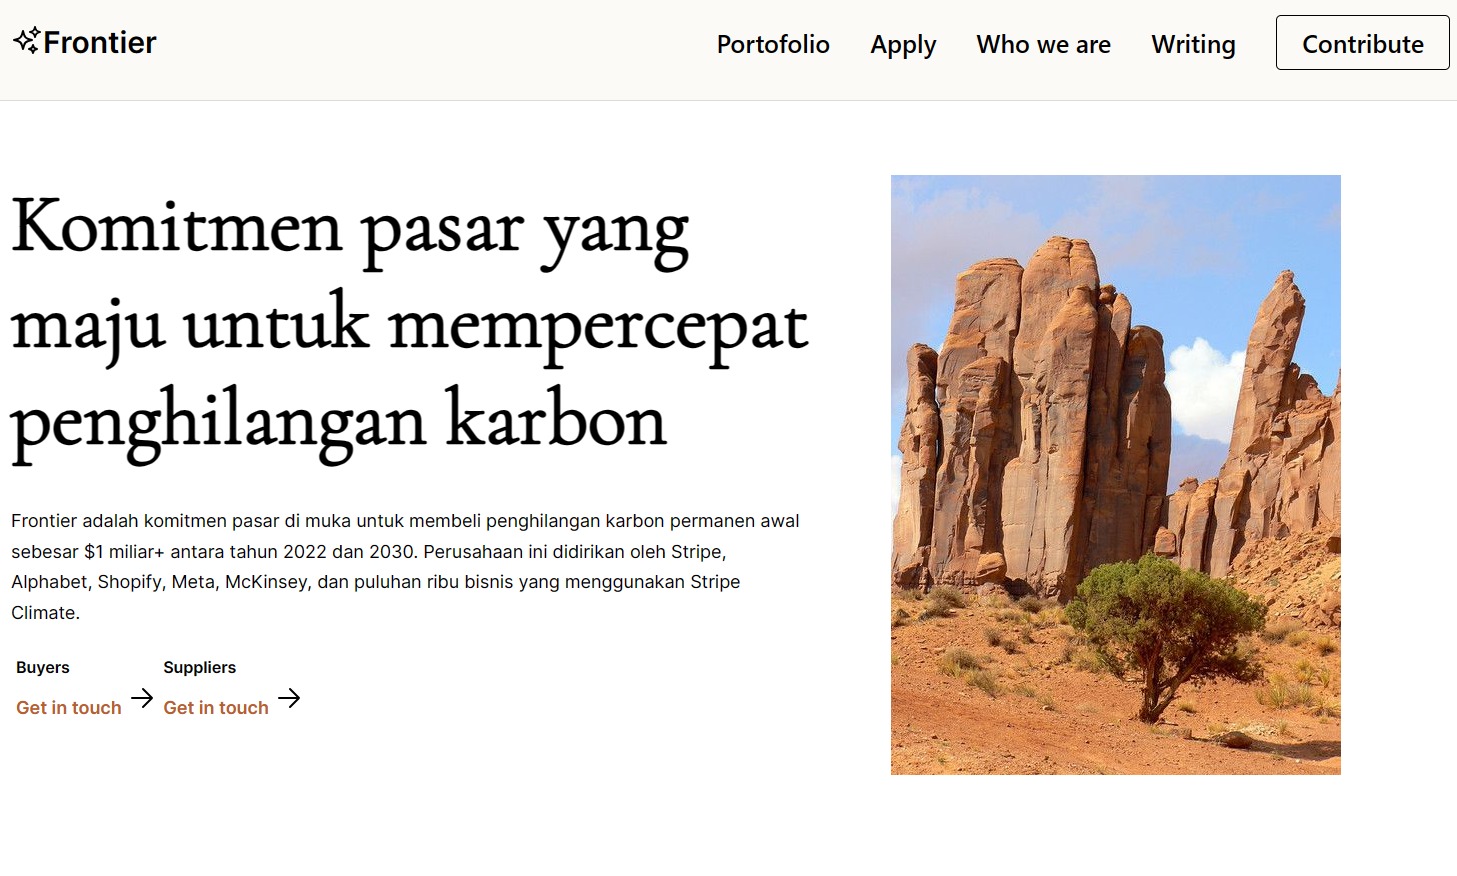 Frontier
Portofolio
Apply
Who we are
Writing
Contribute
Komitmen pasar yang
maju untuk mempercepat
penghilangan karbon
Frontier adalah komitmen pasar di muka untuk membeli penghilangan karbon permanen awal
sebesar $1 miliar+ antara tahun 2022 dan 2030. Perusahaan ini didirikan oleh Stripe,
Alphabet, Shopify, Meta, McKinsey, dan puluhan ribu bisnis yang menggunakan Stripe
Climate.
Buyers
Get in touch
Suppliers
Get in touch